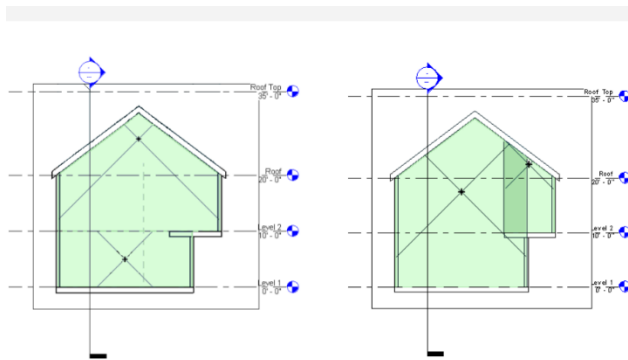 Roof Top
35' - 0"
Roof
20' - 0"
Level 2
10' - 0"
Level 1
0' - 0"
Roof Top
35' - 0"
Roof
20' - 0"
Level 2
10' - 0"
Level 1
0' - 0"